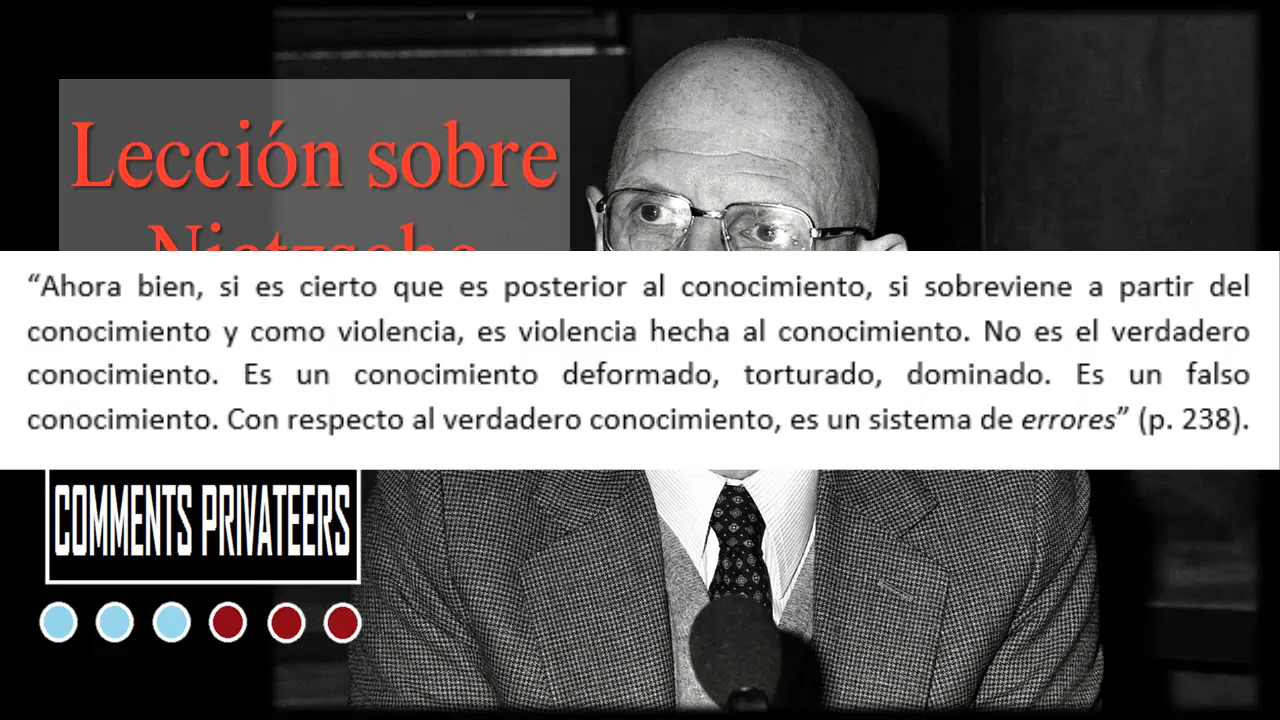 Lección sobre
Nietzsche
“Ahora bien, si es cierto que es posterior al conocimiento, si sobreviene a partir del
conocimiento y como violencia, es violencia hecha al conocimiento. No es el verdadero
conocimiento. Es un conocimiento deformado, torturado, dominado. Es un falso
conocimiento. Con respecto al verdadero conocimiento, es un sistema de errores” (p. 238).
COMMENTS PRIVATEERS